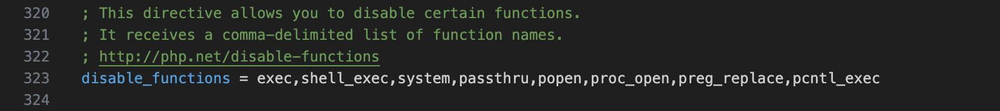 320 ; This directive allows you to disable certain functions.
321 ; It receives a comma-delimited list of function names.
322 ; http://php.net/disable-functions
323 disable_functions = exec,shell_exec,system,passthru,popen,proc_open,preg_replace,pcntl_exec
324